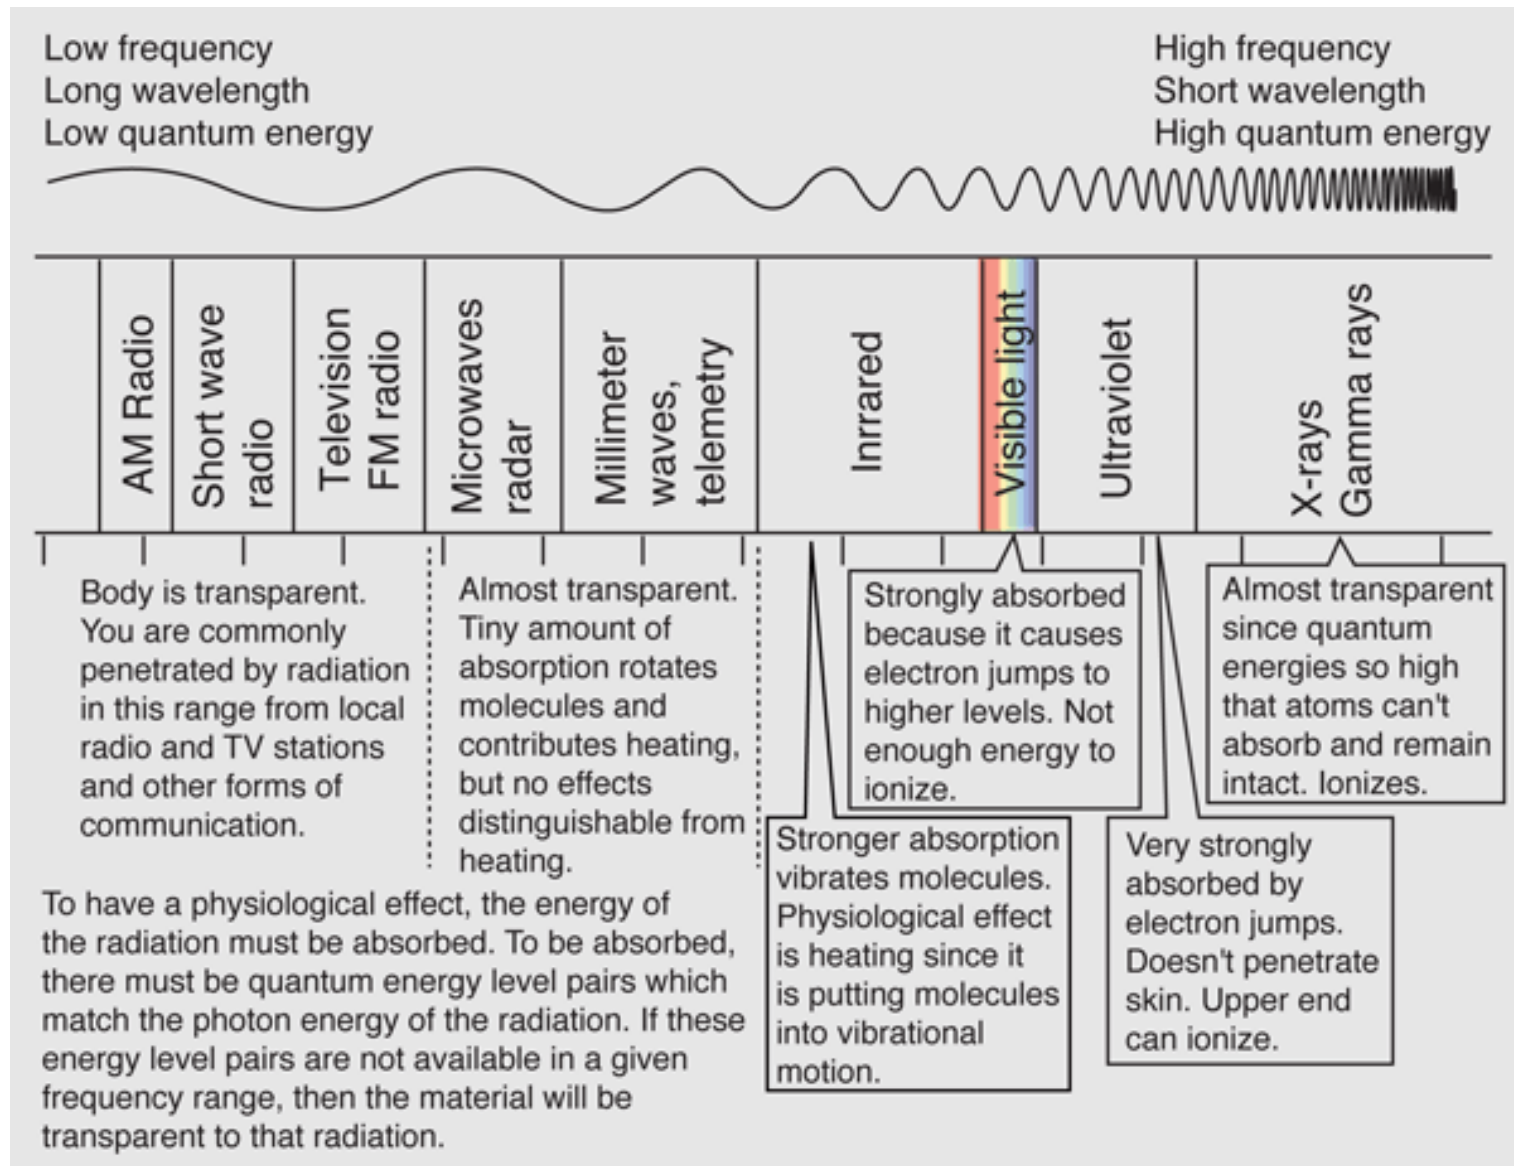 Low frequency
Long wavelength
Low quantum energy
High frequency
Short wavelength
High quantum energy
AM Radio
Short wave
radio
Television
FM radio
Microwaves
radar
Millimeter
waves,
telemetry
Inrrared
Visible light
Ultraviolet
X-rays
Gamma rays
Body is transparent.
You are commonly
penetrated by radiation
in this range from local
radio and TV stations
and other forms of
communication.
Almost transparent.
Tiny amount of
absorption rotates
molecules and
contributes heating,
but no effects
distinguishable from
heating.
Strongly absorbed
because it causes
electron jumps to
higher levels. Not
enough energy to
ionize.
Almost transparent
since quantum
energies so high
that atoms can't
absorb and remain
intact. Ionizes.
Stronger absorption
vibrates molecules.
Physiological effect
is heating since it
is putting molecules
into vibrational
motion.
Very strongly
absorbed by
electron jumps.
Doesn't penetrate
skin. Upper end
can ionize.
To have a physiological effect, the energy of
the radiation must be absorbed. To be absorbed,
there must be quantum energy level pairs which
match the photon energy of the radiation. If these
energy level pairs are not available in a given
frequency range, then the material will be
transparent to that radiation.